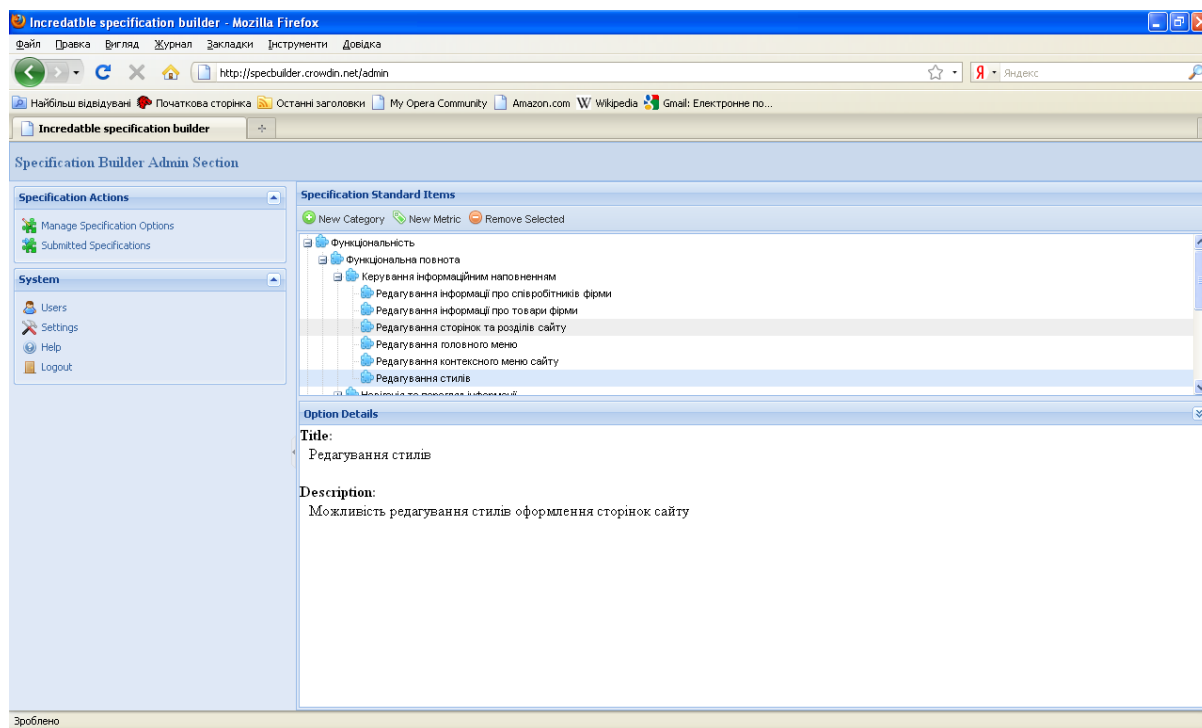 Incredatble specification builder - Mozilla Firefox
Файл Правка Вигляд Журнал Закладки Інструменти Довідка
http://specbuilder.crowdin.net/admin Яндекс
Найбільш відвідувані Початкова сторінка Останні заголовки My Opera Community Amazon.com W Wikipedia Gmail: Електронне по...
Incredatble specification builder
Specification Builder Admin Section
Specification Actions
Manage Specification Options
Submitted Specifications
System
Users
Settings
Help
Logout
Specification Standard Items
New Category New Metric Remove Selected
Функціональність
Функціональна повнота
Керування інформаційним наповненням
Редагування інформації про співробітників фірми
Редагування інформації про товари фірми
Редагування сторінок та розділів сайту
Редагування головного меню
Редагування контексного меню сайту
Редагування стилів
Навігація та перегляд інформації
Option Details
Title:
Редагування стилів
Description:
Можливість редагування стилів оформлення сторінок сайту
Зроблено